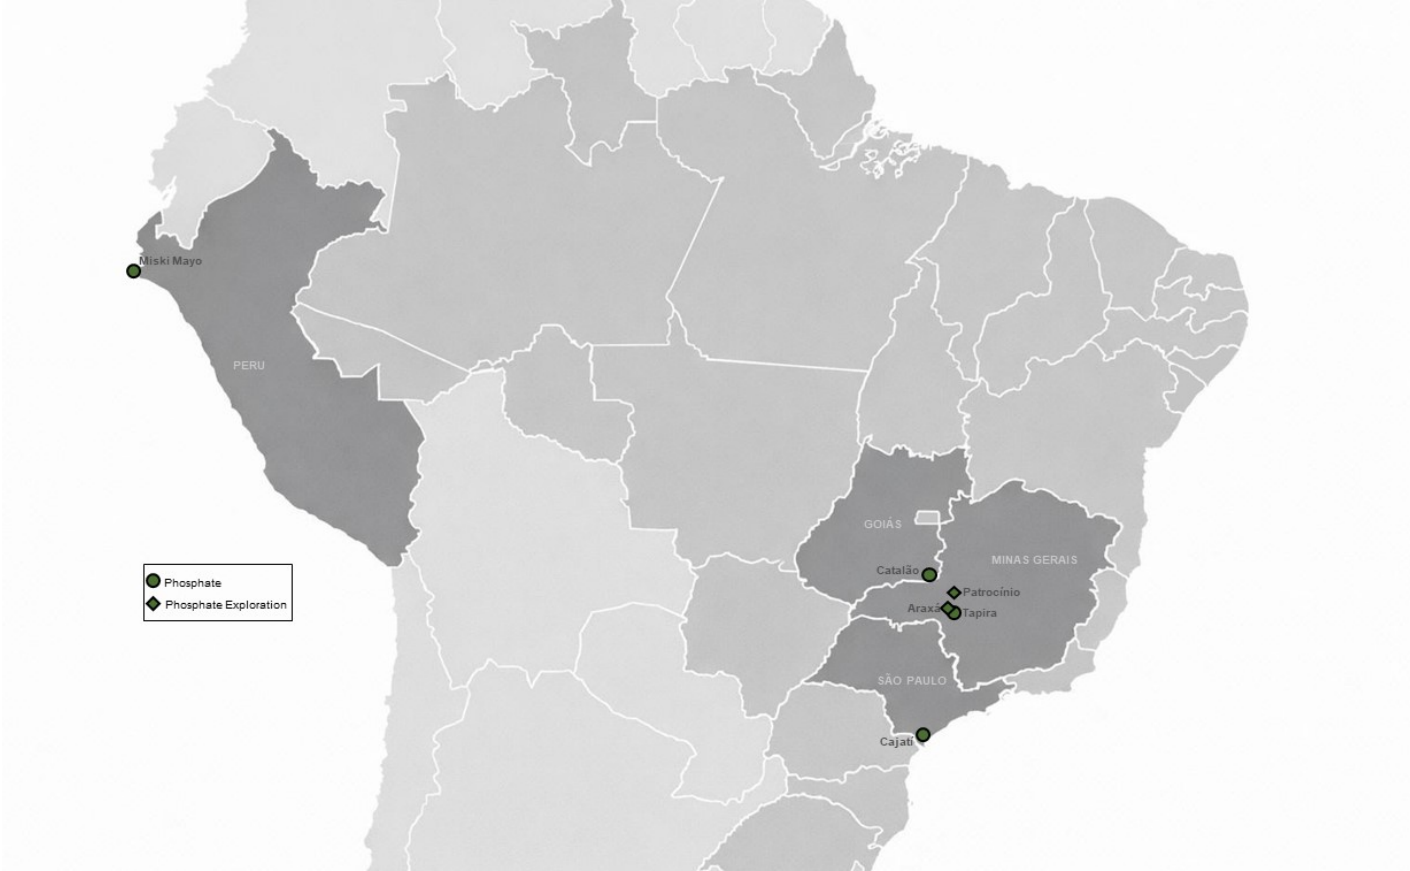 Miski Mayo
PERU
GOIÁS
MINAS GERAIS
Catalão
Patrocínio
Araxá
Tapira
SÃO PAULO
Cajati
Phosphate
Phosphate Exploration